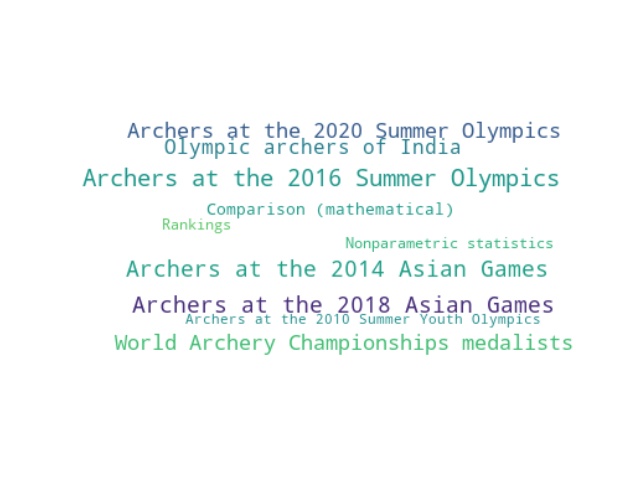 Archers at the 2020 Summer Olympics
Olympic archers of India
Archers at the 2016 Summer Olympics
Comparison (mathematical)
Rankings
Nonparametric statistics
Archers at the 2014 Asian Games
Archers at the 2018 Asian Games
Archers at the 2010 Summer Youth Olympics
World Archery Championships medalists